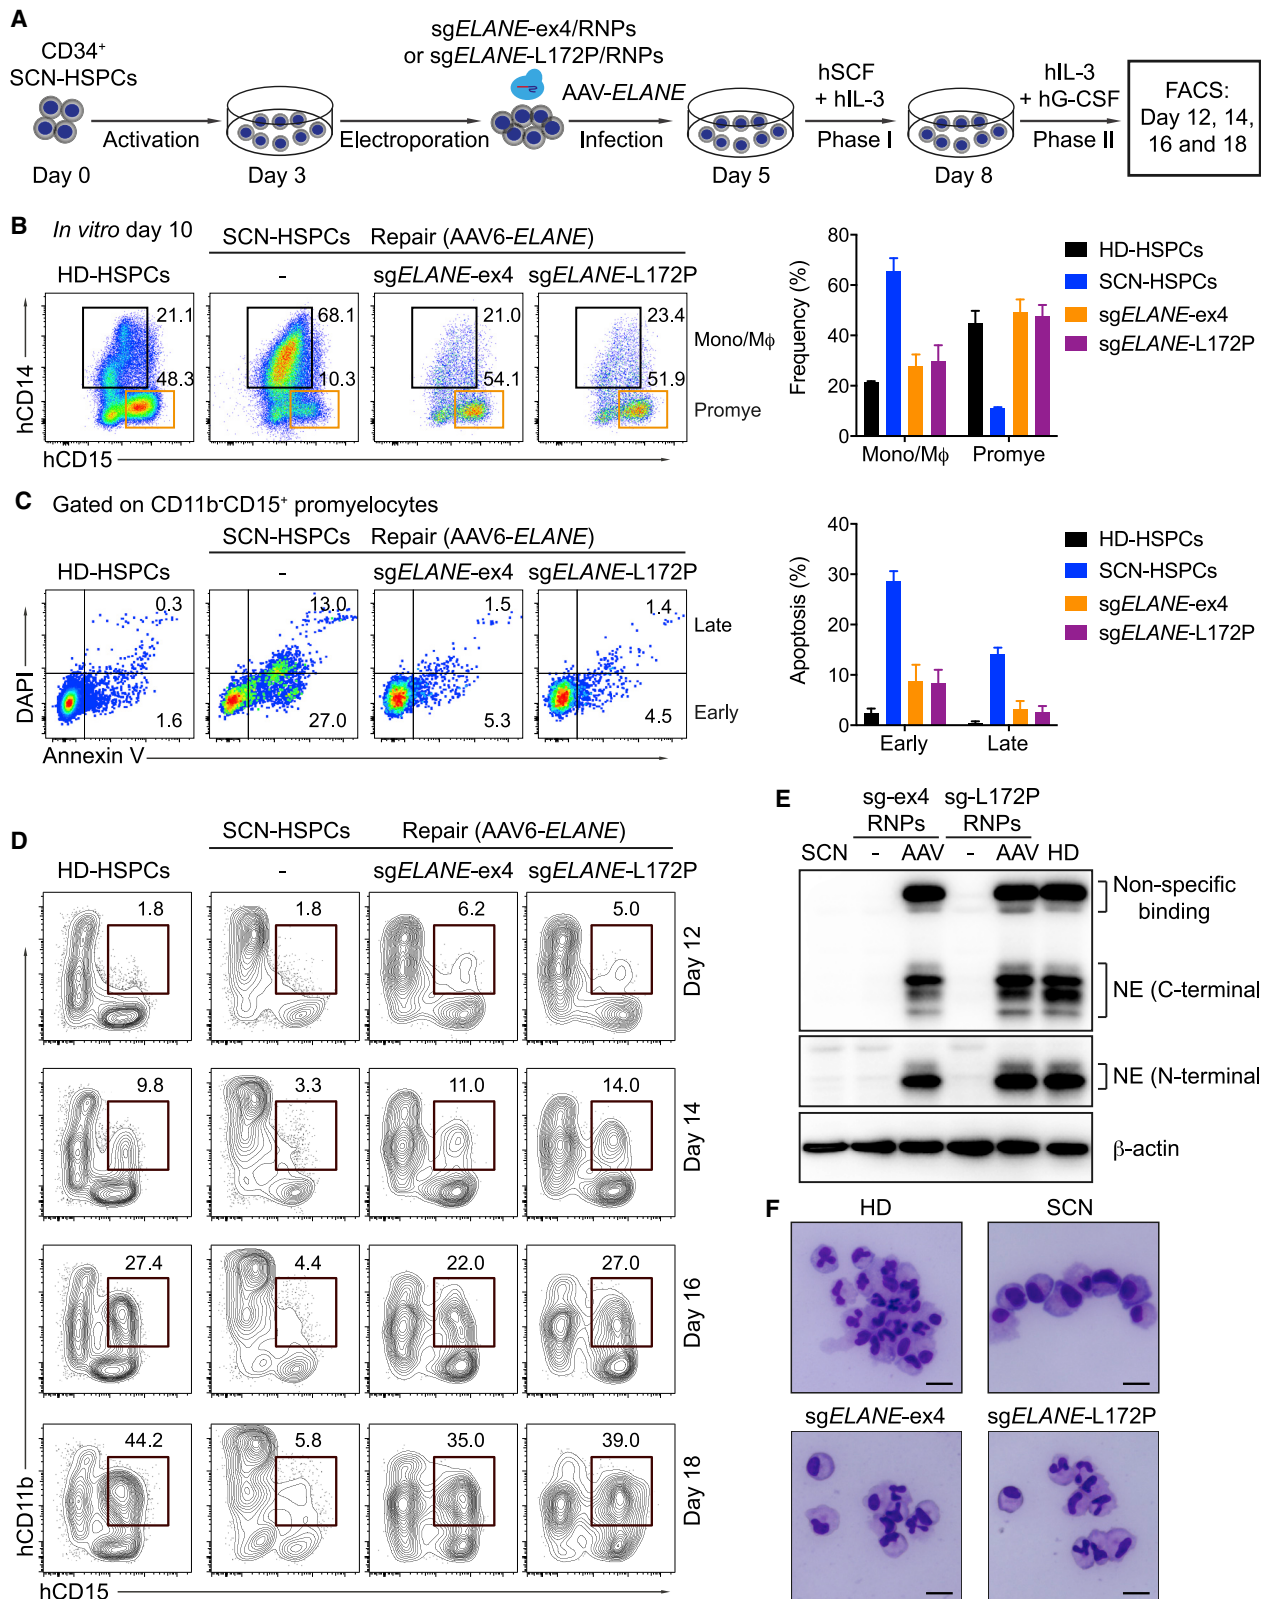 A
CD34+
SCN-HSPCs
Day 0
Activation
Day 3
Electroporation
sgELANE-ex4/RNPs
or sgELANE-L172P/RNPs
AAV-ELANE
Infection
Day 5
hSCF
+ hIL-3
Phase I
Day 8
hIL-3
+ hG-CSF
Phase II
FACS:
Day 12, 14,
16 and 18
B
In vitro day 10
SCN-HSPCs
Repair (AAV6-ELANE)
HD-HSPCs
-
sgELANE-ex4
sgELANE-L172P
21.1
48.3
68.1
10.3
21.0
54.1
23.4
51.9
Mono/Mϕ
Promye
hCD14
hCD15
Frequency (%)
80
60
40
20
0
Mono/Mϕ
Promye
HD-HSPCs
SCN-HSPCs
sgELANE-ex4
sgELANE-L172P
C
Gated on CD11b-CD15+ promyelocytes
SCN-HSPCs
Repair (AAV6-ELANE)
HD-HSPCs
-
sgELANE-ex4
sgELANE-L172P
0.3
1.6
13.0
27.0
1.5
5.3
1.4
4.5
Late
Early
DAPI
Annexin V
Apoptosis (%)
40
30
20
10
0
Early
Late
HD-HSPCs
SCN-HSPCs
sgELANE-ex4
sgELANE-L172P
D
SCN-HSPCs
Repair (AAV6-ELANE)
HD-HSPCs
-
sgELANE-ex4
sgELANE-L172P
1.8
1.8
6.2
5.0
Day 12
9.8
3.3
11.0
14.0
Day 14
27.4
4.4
22.0
27.0
Day 16
44.2
5.8
35.0
39.0
Day 18
hCD11b
hCD15
E
sg-ex4
RNPs
sg-L172P
RNPs
SCN
-
AAV
-
AAV
HD
Non-specific
binding
NE (C-terminal
NE (N-terminal
β-actin
F
HD
SCN
sgELANE-ex4
sgELANE-L172P